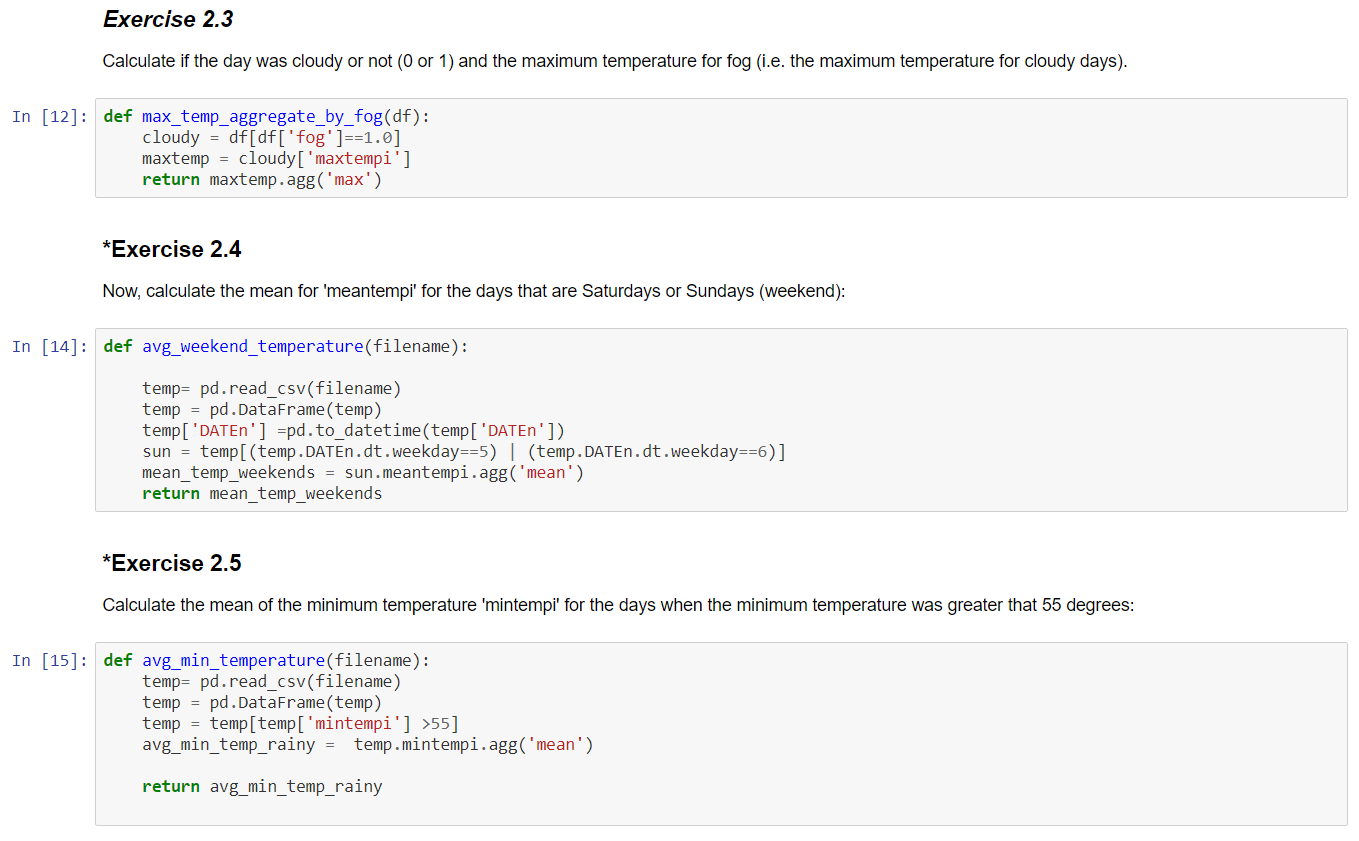 Exercise 2.3
Calculate if the day was cloudy or not (0 or 1) and the maximum temperature for fog (i.e. the maximum temperature for cloudy days).
In [12]: def max_temp_aggregate_by_fog(df):
    cloudy = df[df['fog']==1.0]
    maxtemp = cloudy['maxtempi']
    return maxtemp.agg('max')
*Exercise 2.4
Now, calculate the mean for 'meantempi' for the days that are Saturdays or Sundays (weekend):
In [14]: def avg_weekend_temperature(filename):
    temp= pd.read_csv(filename)
    temp = pd.DataFrame(temp)
    temp['DATEn'] =pd.to_datetime(temp['DATEn'])
    sun = temp[(temp.DATEn.dt.weekday==5) | (temp.DATEn.dt.weekday==6)]
    mean_temp_weekends = sun.meantempi.agg('mean')
    return mean_temp_weekends
*Exercise 2.5
Calculate the mean of the minimum temperature 'mintempi' for the days when the minimum temperature was greater that 55 degrees:
In [15]: def avg_min_temperature(filename):
    temp= pd.read_csv(filename)
    temp = pd.DataFrame(temp)
    temp = temp[temp['mintempi'] >55]
    avg_min_temp_rainy =  temp.mintempi.agg('mean')
    return avg_min_temp_rainy